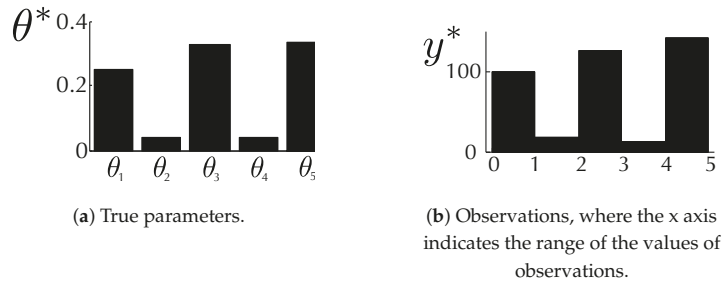 θ*
0.4
0.2
0
θ₁ θ₂ θ₃ θ₄ θ₅
(a) True parameters.
y*
100
0
0 1 2 3 4 5
(b) Observations, where the x axis
indicates the range of the values of
observations.